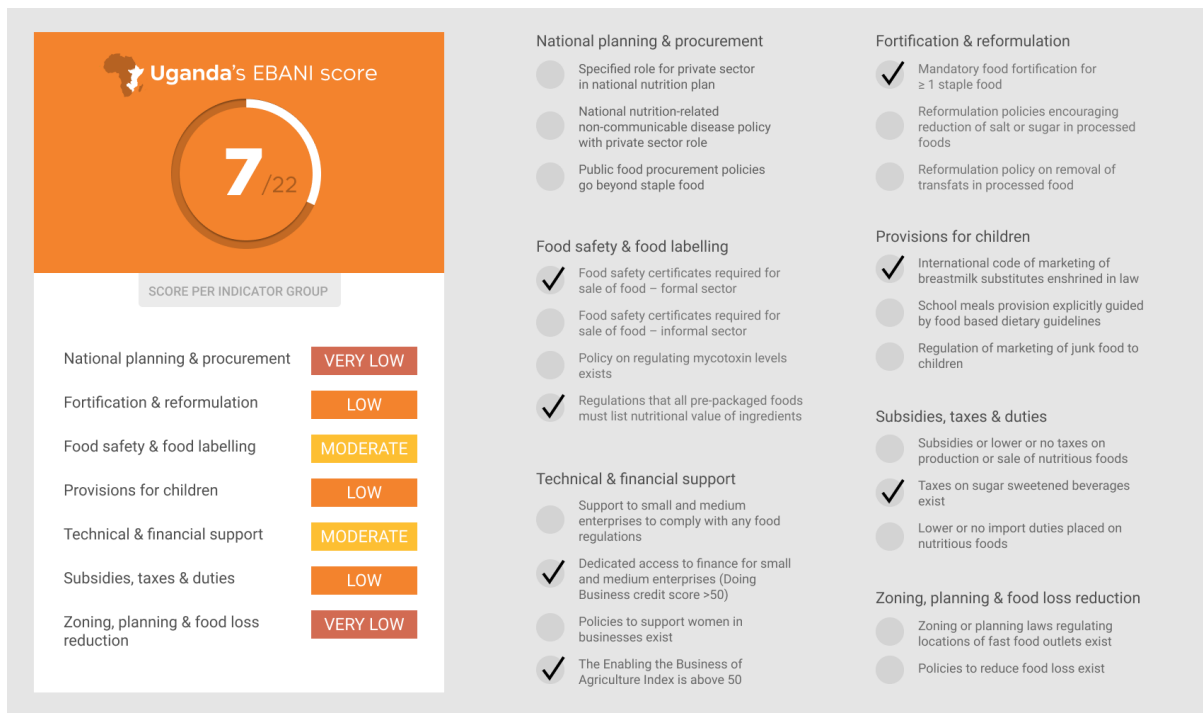 Uganda's EBANI score
7/22
SCORE PER INDICATOR GROUP
National planning & procurement VERY LOW
Fortification & reformulation LOW
Food safety & food labelling MODERATE
Provisions for children LOW
Technical & financial support MODERATE
Subsidies, taxes & duties LOW
Zoning, planning & food loss
reduction
VERY LOW
National planning & procurement
Specified role for private sector
in national nutrition plan
National nutrition-related
non-communicable disease policy
with private sector role
Public food procurement policies
go beyond staple food
Food safety & food labelling
Food safety certificates required for
sale of food – formal sector
Food safety certificates required for
sale of food – informal sector
Policy on regulating mycotoxin levels
exists
Regulations that all pre-packaged foods
must list nutritional value of ingredients
Technical & financial support
Support to small and medium
enterprises to comply with any food
regulations
Dedicated access to finance for small
and medium enterprises (Doing
Business credit score >50)
Policies to support women in
businesses exist
The Enabling the Business of
Agriculture Index is above 50
Fortification & reformulation
Mandatory food fortification for
≥ 1 staple food
Reformulation policies encouraging
reduction of salt or sugar in processed
foods
Reformulation policy on removal of
transfats in processed food
Provisions for children
International code of marketing of
breastmilk substitutes enshrined in law
School meals provision explicitly guided
by food based dietary guidelines
Regulation of marketing of junk food to
children
Subsidies, taxes & duties
Subsidies or lower or no taxes on
production or sale of nutritious foods
Taxes on sugar sweetened beverages
exist
Lower or no import duties placed on
nutritious foods
Zoning, planning & food loss reduction
Zoning or planning laws regulating
locations of fast food outlets exist
Policies to reduce food loss exist